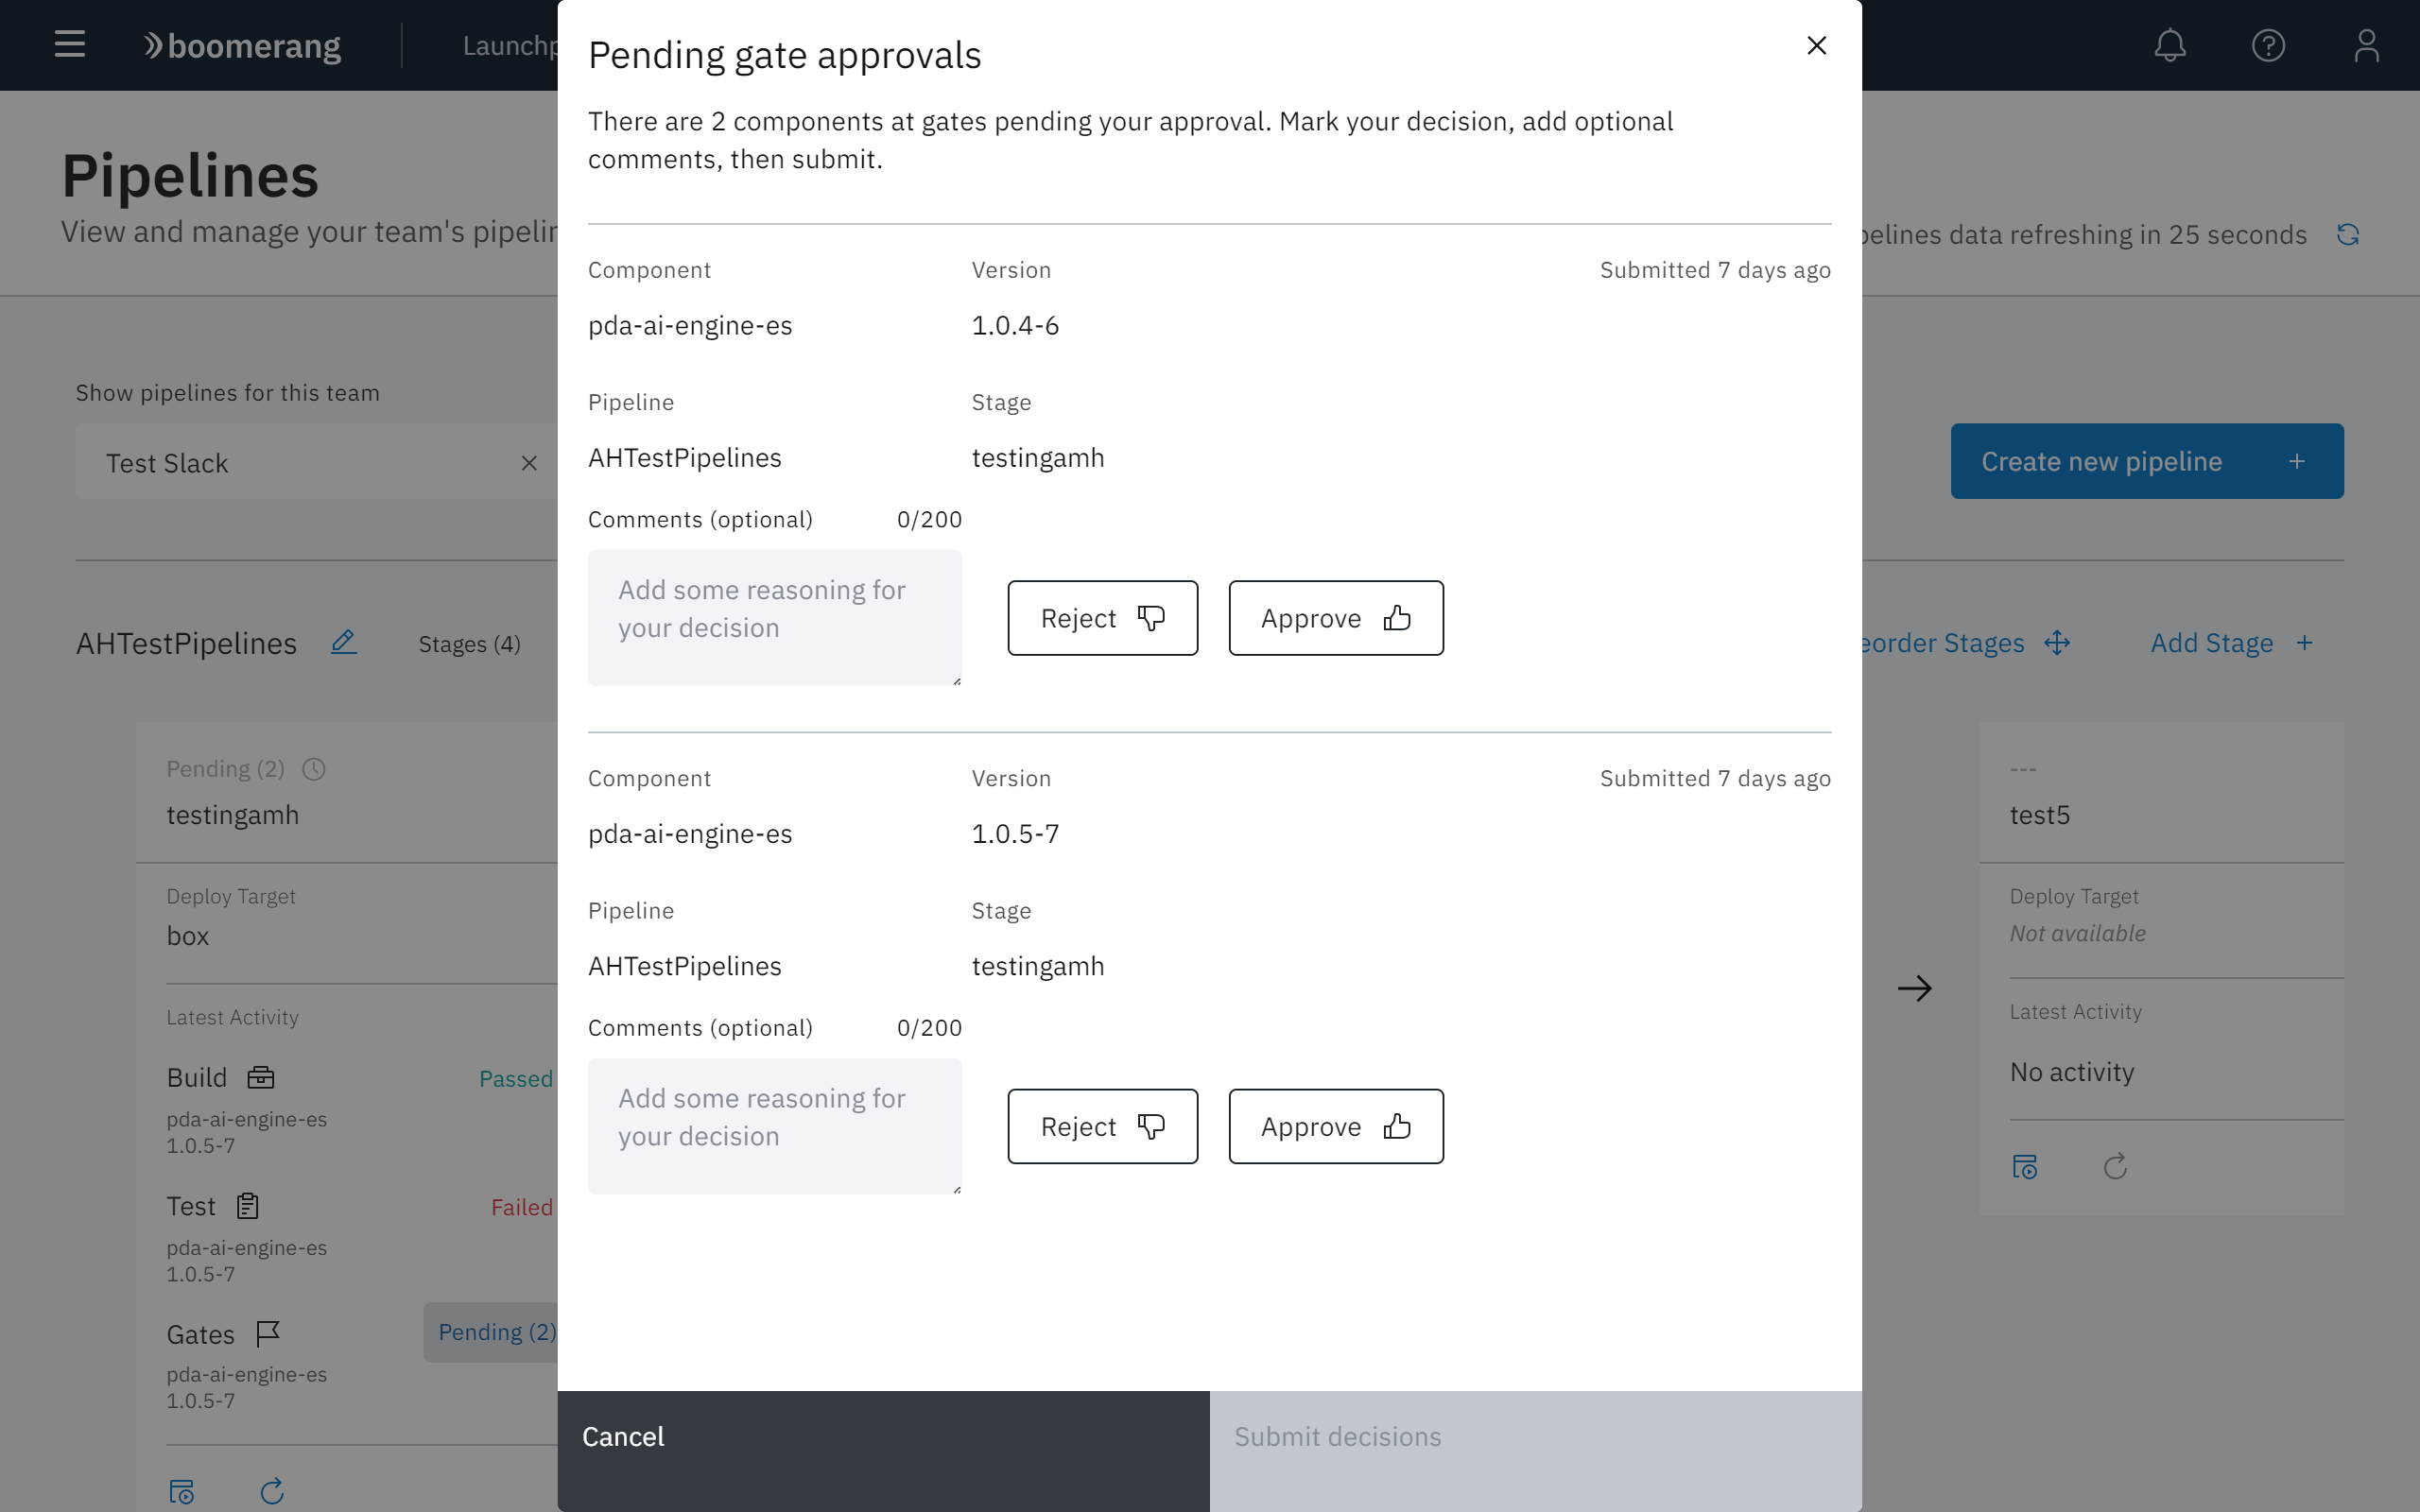 boomerang
Launchp
Pipelines
View and manage your team's pipelin
pelines data refreshing in 25 seconds
Show pipelines for this team
Test Slack
Create new pipeline
AHTestPipelines
Stages (4)
eorder Stages
Add Stage
Pending (2)
testingamh
Deploy Target
box
Latest Activity
Build
Passed
pda-ai-engine-es
1.0.5-7
Test
Failed
pda-ai-engine-es
1.0.5-7
Gates
Pending (2)
pda-ai-engine-es
1.0.5-7
Pending gate approvals
There are 2 components at gates pending your approval. Mark your decision, add optional
comments, then submit.
Component
Version
Submitted 7 days ago
pda-ai-engine-es
1.0.4-6
Pipeline
Stage
AHTestPipelines
testingamh
Comments (optional)
0/200
Add some reasoning for
your decision
Reject
Approve
Component
Version
Submitted 7 days ago
pda-ai-engine-es
1.0.5-7
Pipeline
Stage
AHTestPipelines
testingamh
Comments (optional)
0/200
Add some reasoning for
your decision
Reject
Approve
Cancel
Submit decisions
---
test5
Deploy Target
Not available
Latest Activity
No activity